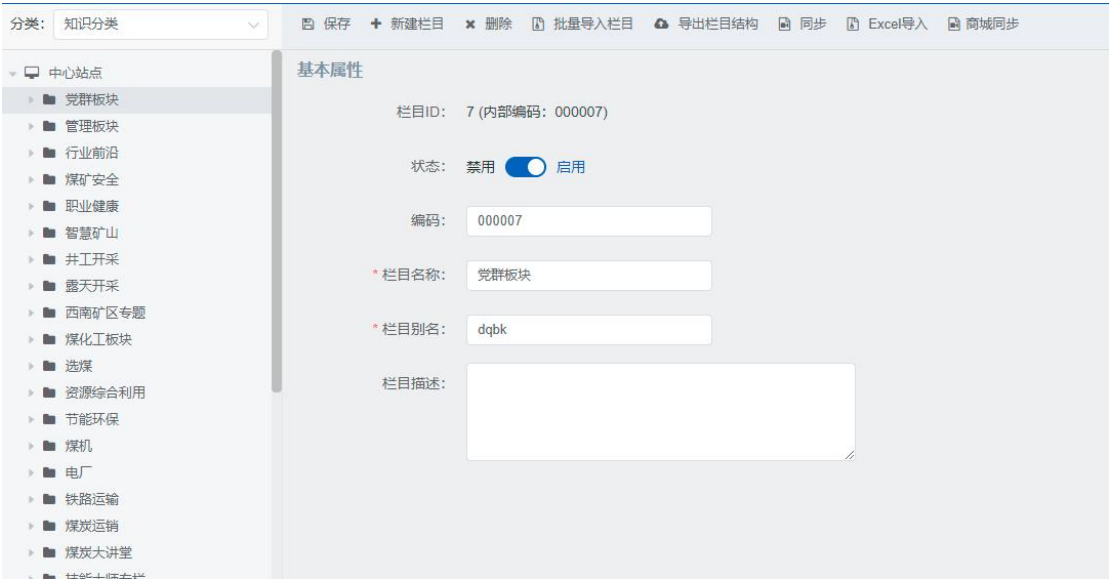 分类： 知识分类
保存 新建栏目 删除 批量导入栏目 导出栏目结构 同步 Excel导入 商城同步
中心站点
党群板块
管理板块
行业前沿
煤矿安全
职业健康
智慧矿山
井工开采
露天开采
西南矿区专题
煤化工板块
选煤
资源综合利用
节能环保
煤机
电厂
铁路运输
煤炭运销
煤炭大讲堂
技能大师专栏
基本属性
栏目ID： 7 (内部编码：000007)
状态： 禁用 启用
编码： 000007
* 栏目名称： 党群板块
* 栏目别名： dqbk
栏目描述：